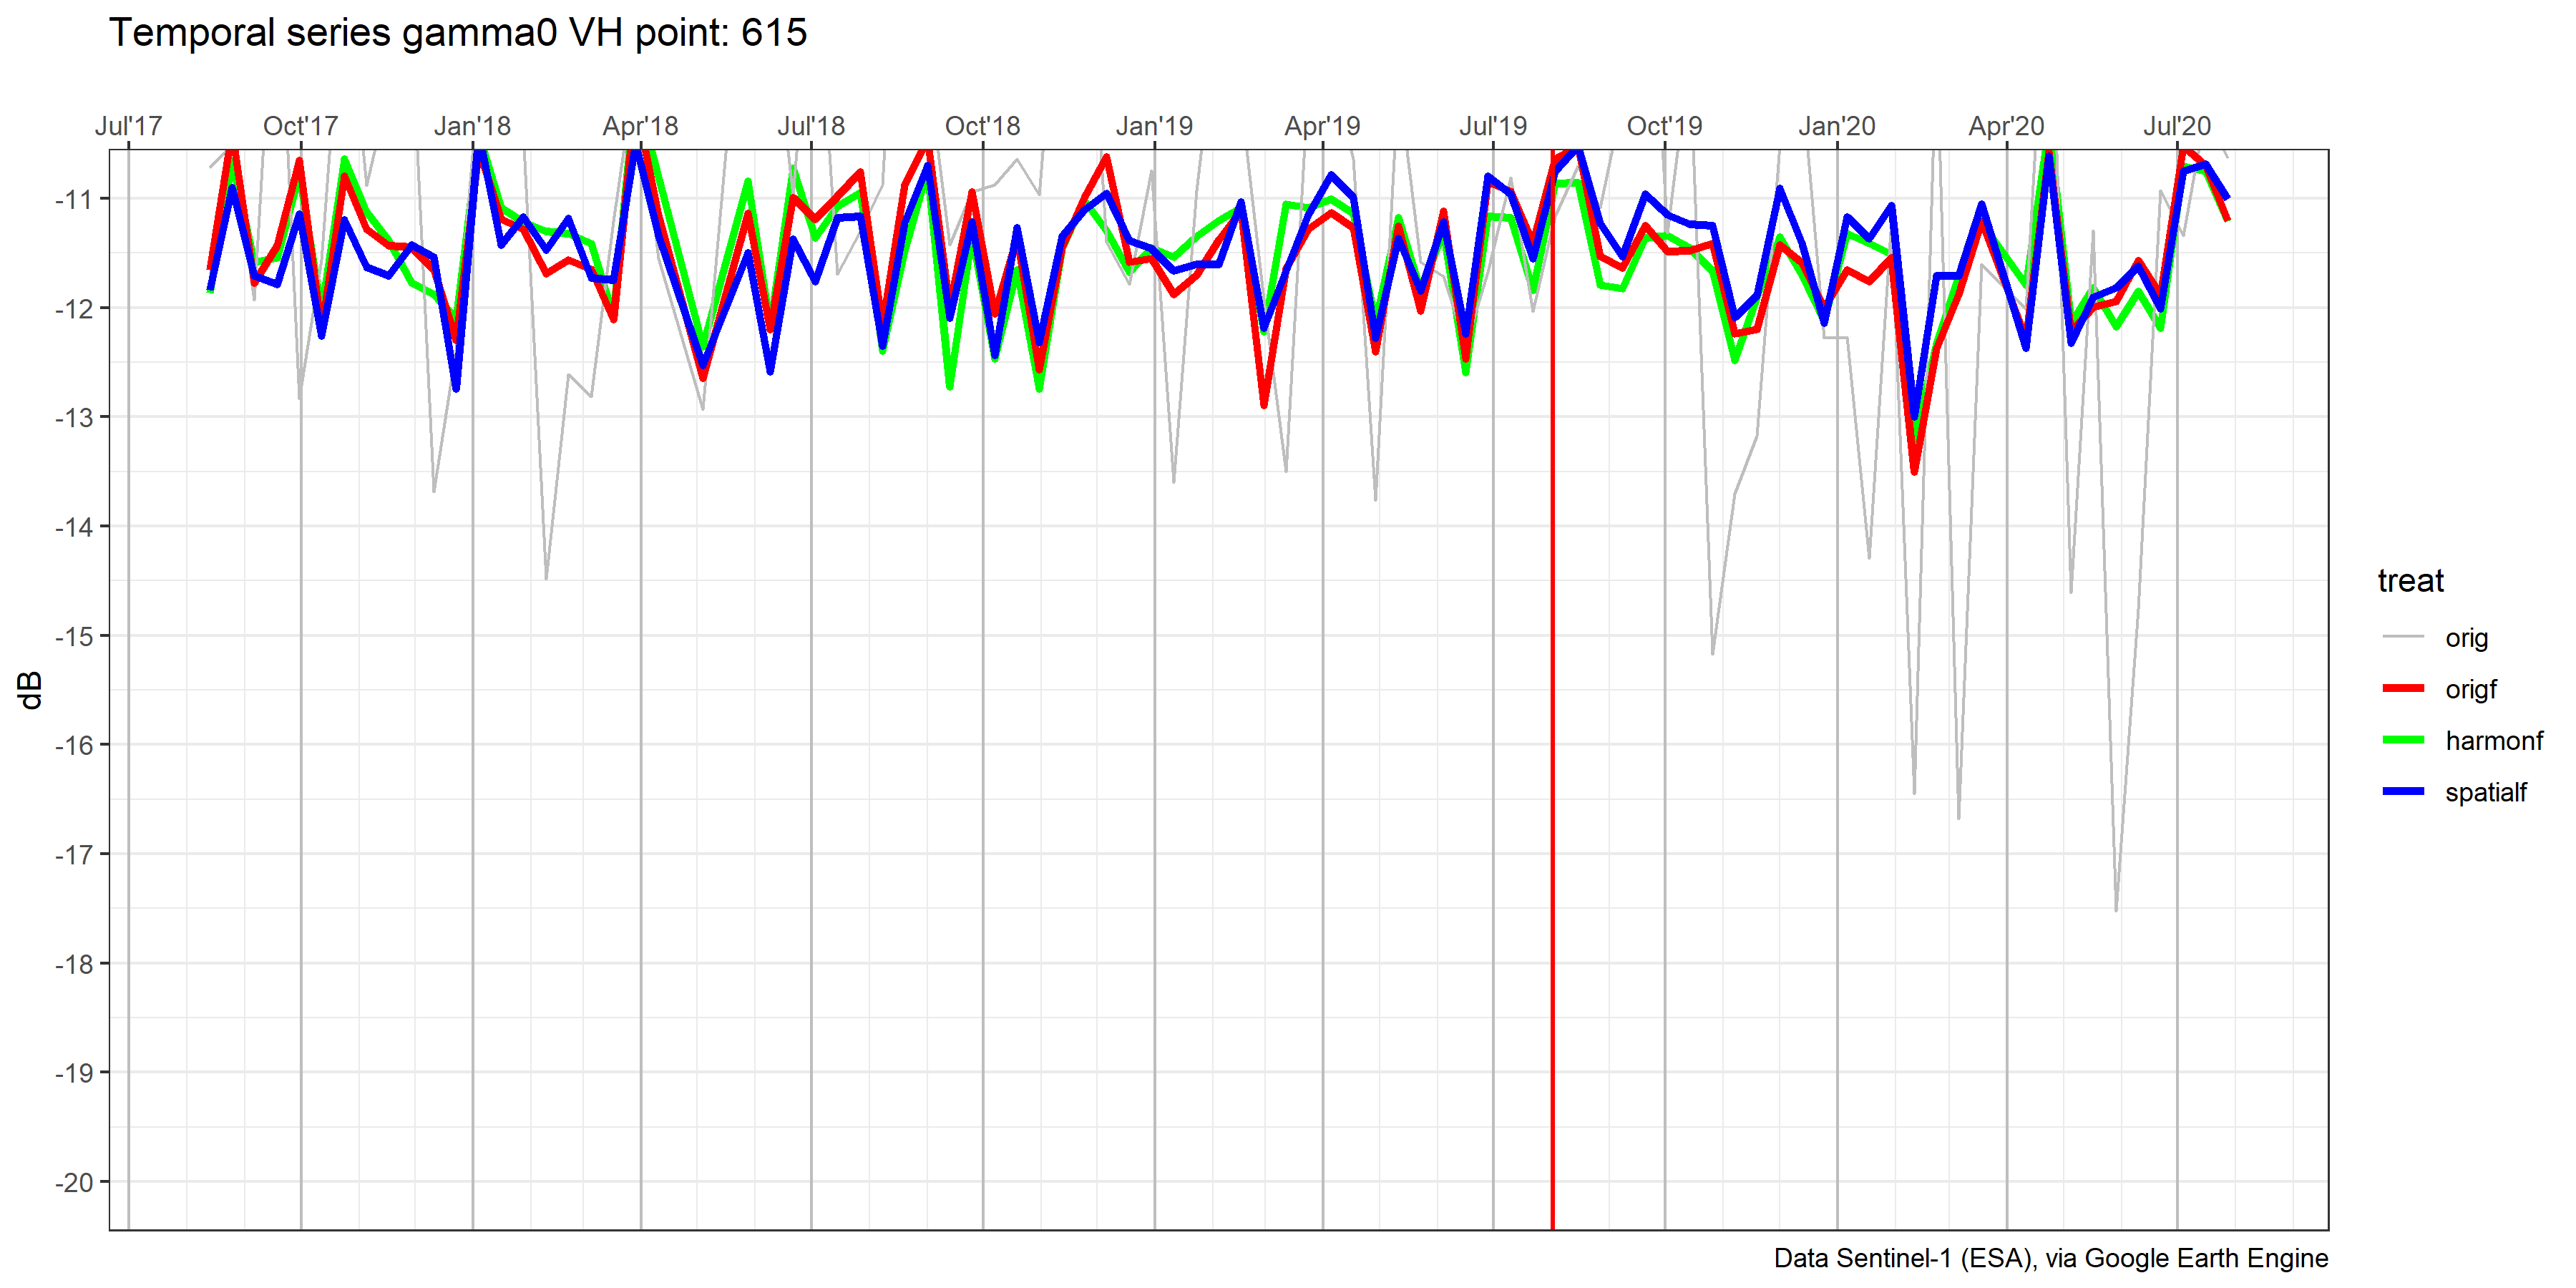 Temporal series gamma0 VH point: 615
Jul'17 Oct'17 Jan'18 Apr'18 Jul'18 Oct'18 Jan'19 Apr'19 Jul'19 Oct'19 Jan'20 Apr'20 Jul'20
-11
-12
-13
-14
-15
-16
-17
-18
-19
-20
dB
treat
orig
origf
harmonf
spatialf
Data Sentinel-1 (ESA), via Google Earth Engine